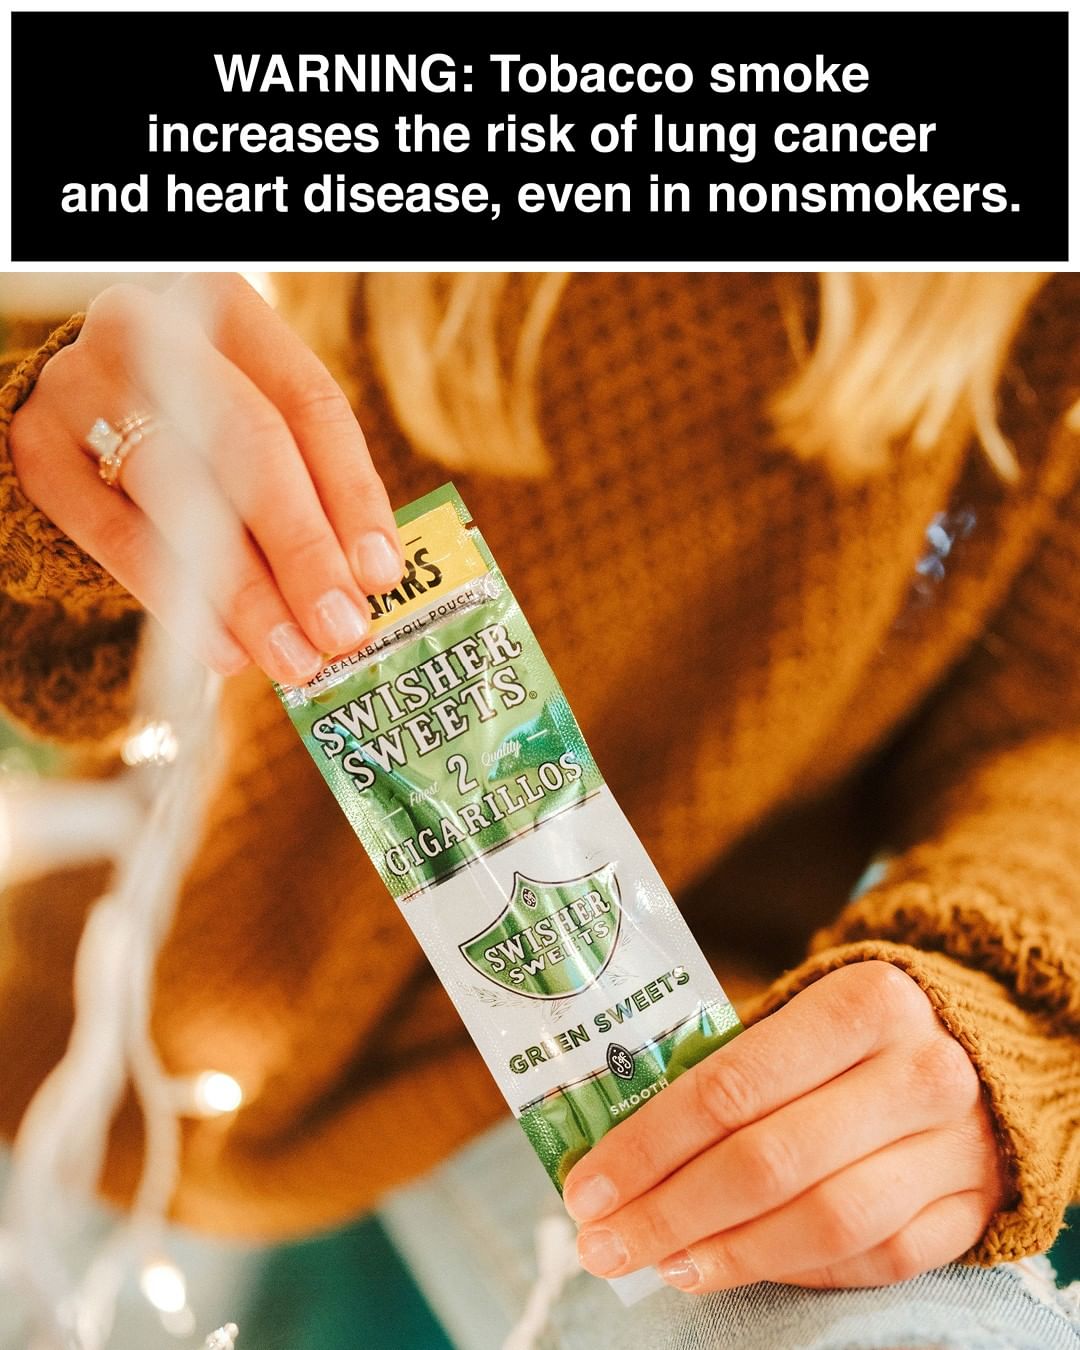 WARNING: Tobacco smoke
increases the risk of lung cancer
and heart disease, even in nonsmokers.
RESEALABLE FOIL POUCH
SWISHER
SWEETS®
Finest 2 Quality
CIGARILLOS
SWISHER
SWEETS
GREEN SWEETS
SMOOTH